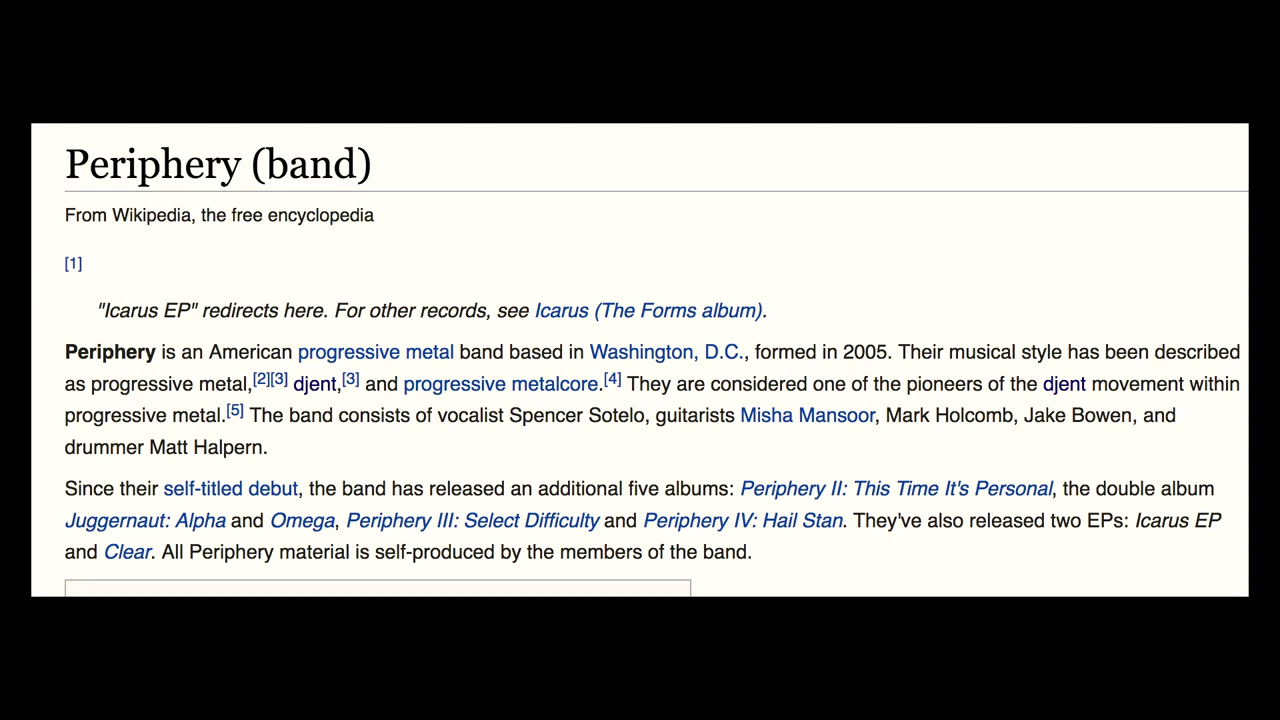 Periphery (band)
From Wikipedia, the free encyclopedia
[1]
"Icarus EP" redirects here. For other records, see Icarus (The Forms album).
Periphery is an American progressive metal band based in Washington, D.C., formed in 2005. Their musical style has been described
as progressive metal,[2][3] djent,[3] and progressive metalcore.[4] They are considered one of the pioneers of the djent movement within
progressive metal.[5] The band consists of vocalist Spencer Sotelo, guitarists Misha Mansoor, Mark Holcomb, Jake Bowen, and
drummer Matt Halpern.
Since their self-titled debut, the band has released an additional five albums: Periphery II: This Time It's Personal, the double album
Juggernaut: Alpha and Omega, Periphery III: Select Difficulty and Periphery IV: Hail Stan. They've also released two EPs: Icarus EP
and Clear. All Periphery material is self-produced by the members of the band.